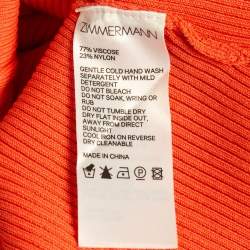 ZIMMERMANN
77% VISCOSE
23% NYLON
GENTLE COLD HAND WASH
SEPARATELY WITH MILD
DETERGENT
DO NOT BLEACH
DO NOT SOAK, WRING OR
RUB
DO NOT TUMBLE DRY
DRY FLAT INSIDE OUT,
AWAY FROM DIRECT
SUNLIGHT
COOL IRON ON REVERSE
DRY CLEANABLE
MADE IN CHINA